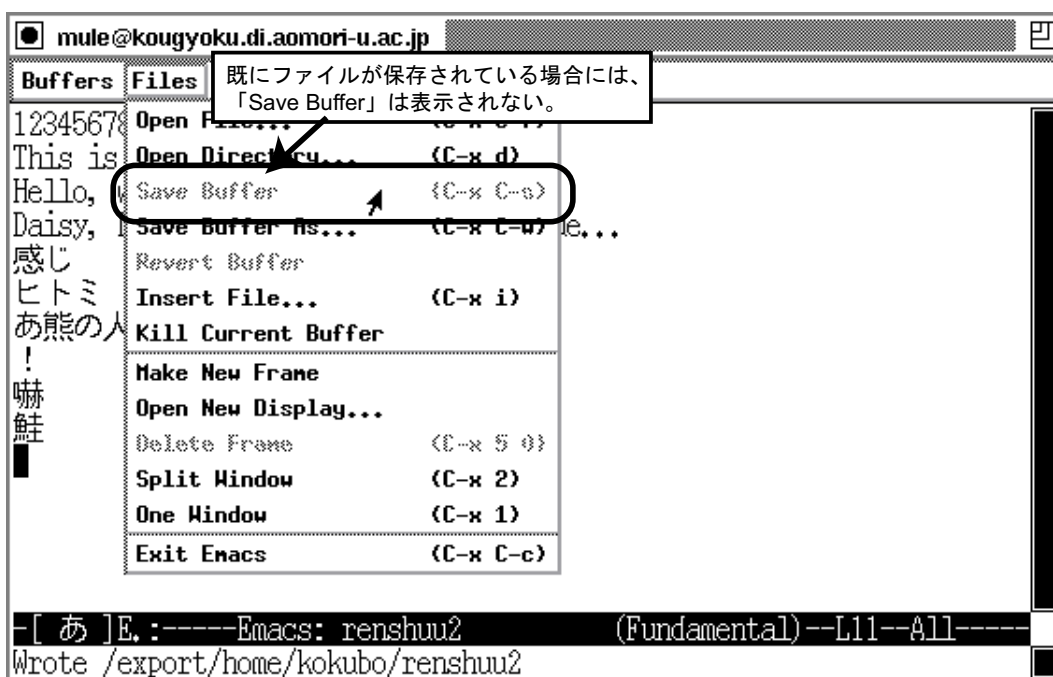 mule@kougyoku.di.aomori-u.ac.jp
Buffers Files
既にファイルが保存されている場合には、
「Save Buffer」は表示されない。
1234567
This is
Hello,
Daisy,
e...
感じ
ヒトミ
あ熊の人
！
嚇
鮭
Open File... (C-x C-f)
Open Directory... (C-x d)
Save Buffer (C-x C-s)
Save Buffer As... (C-x C-w)
Revert Buffer
Insert File... (C-x i)
Kill Current Buffer
Make New Frame
Open New Display...
Delete Frame (C-x 5 0)
Split Window (C-x 2)
One Window (C-x 1)
Exit Emacs (C-x C-c)
-[ あ ]E.:-----Emacs: renshuu2 (Fundamental)--L11--All-----
Wrote /export/home/kokubo/renshuu2